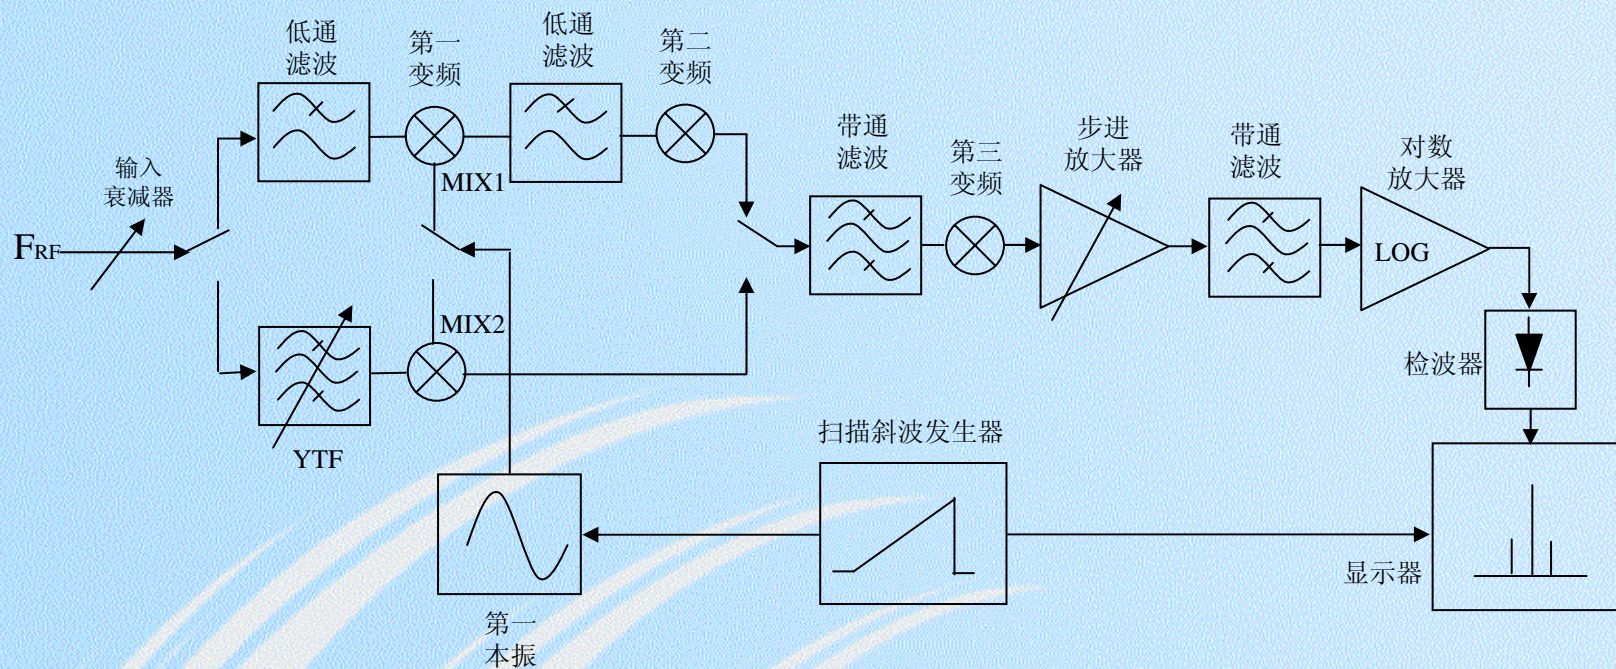 低通
滤波
第一
变频
低通
滤波
第二
变频
带通
滤波
第三
变频
步进
放大器
带通
滤波
对数
放大器
输入
衰减器
FRF
MIX1
LOG
MIX2
检波器
YTF
扫描斜波发生器
显示器
第一
本振